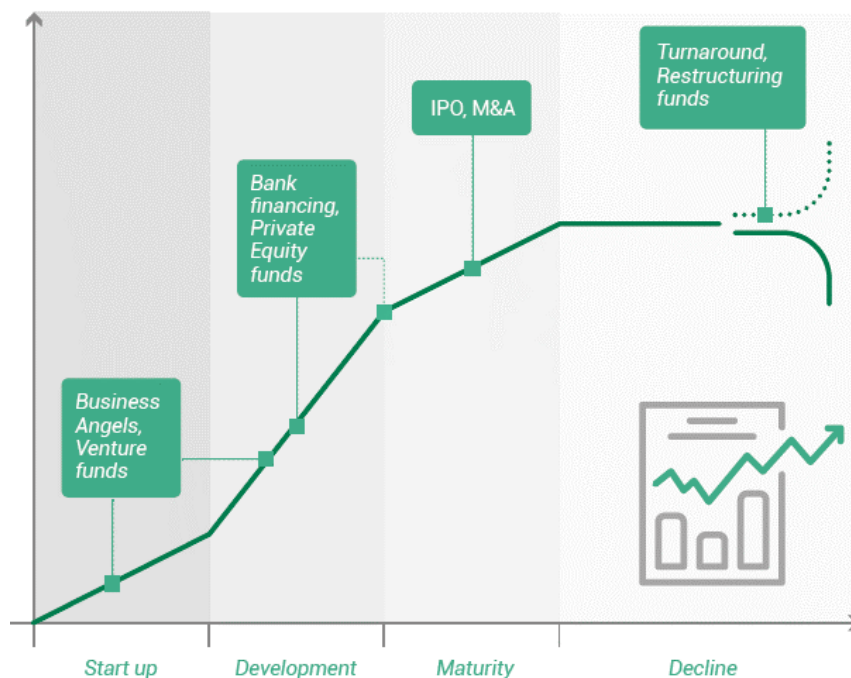 Turnaround,
Restructuring
funds
IPO, M&A
Bank
financing,
Private
Equity
funds
Business
Angels,
Venture
funds
Start up
Development
Maturity
Decline